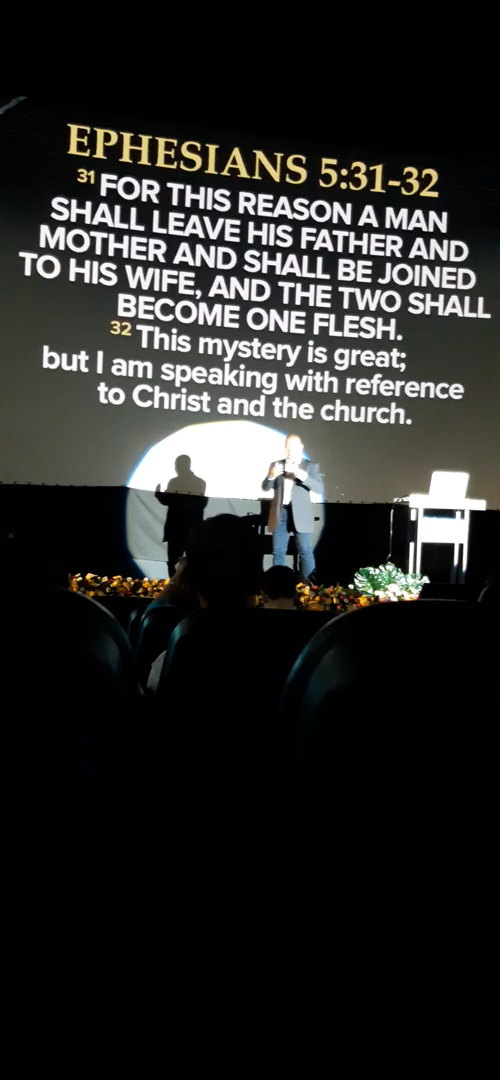 EPHESIANS 5:31-32
31 FOR THIS REASON A MAN
SHALL LEAVE HIS FATHER AND
MOTHER AND SHALL BE JOINED
TO HIS WIFE, AND THE TWO SHALL
BECOME ONE FLESH.
32 This mystery is great;
but I am speaking with reference
to Christ and the church.